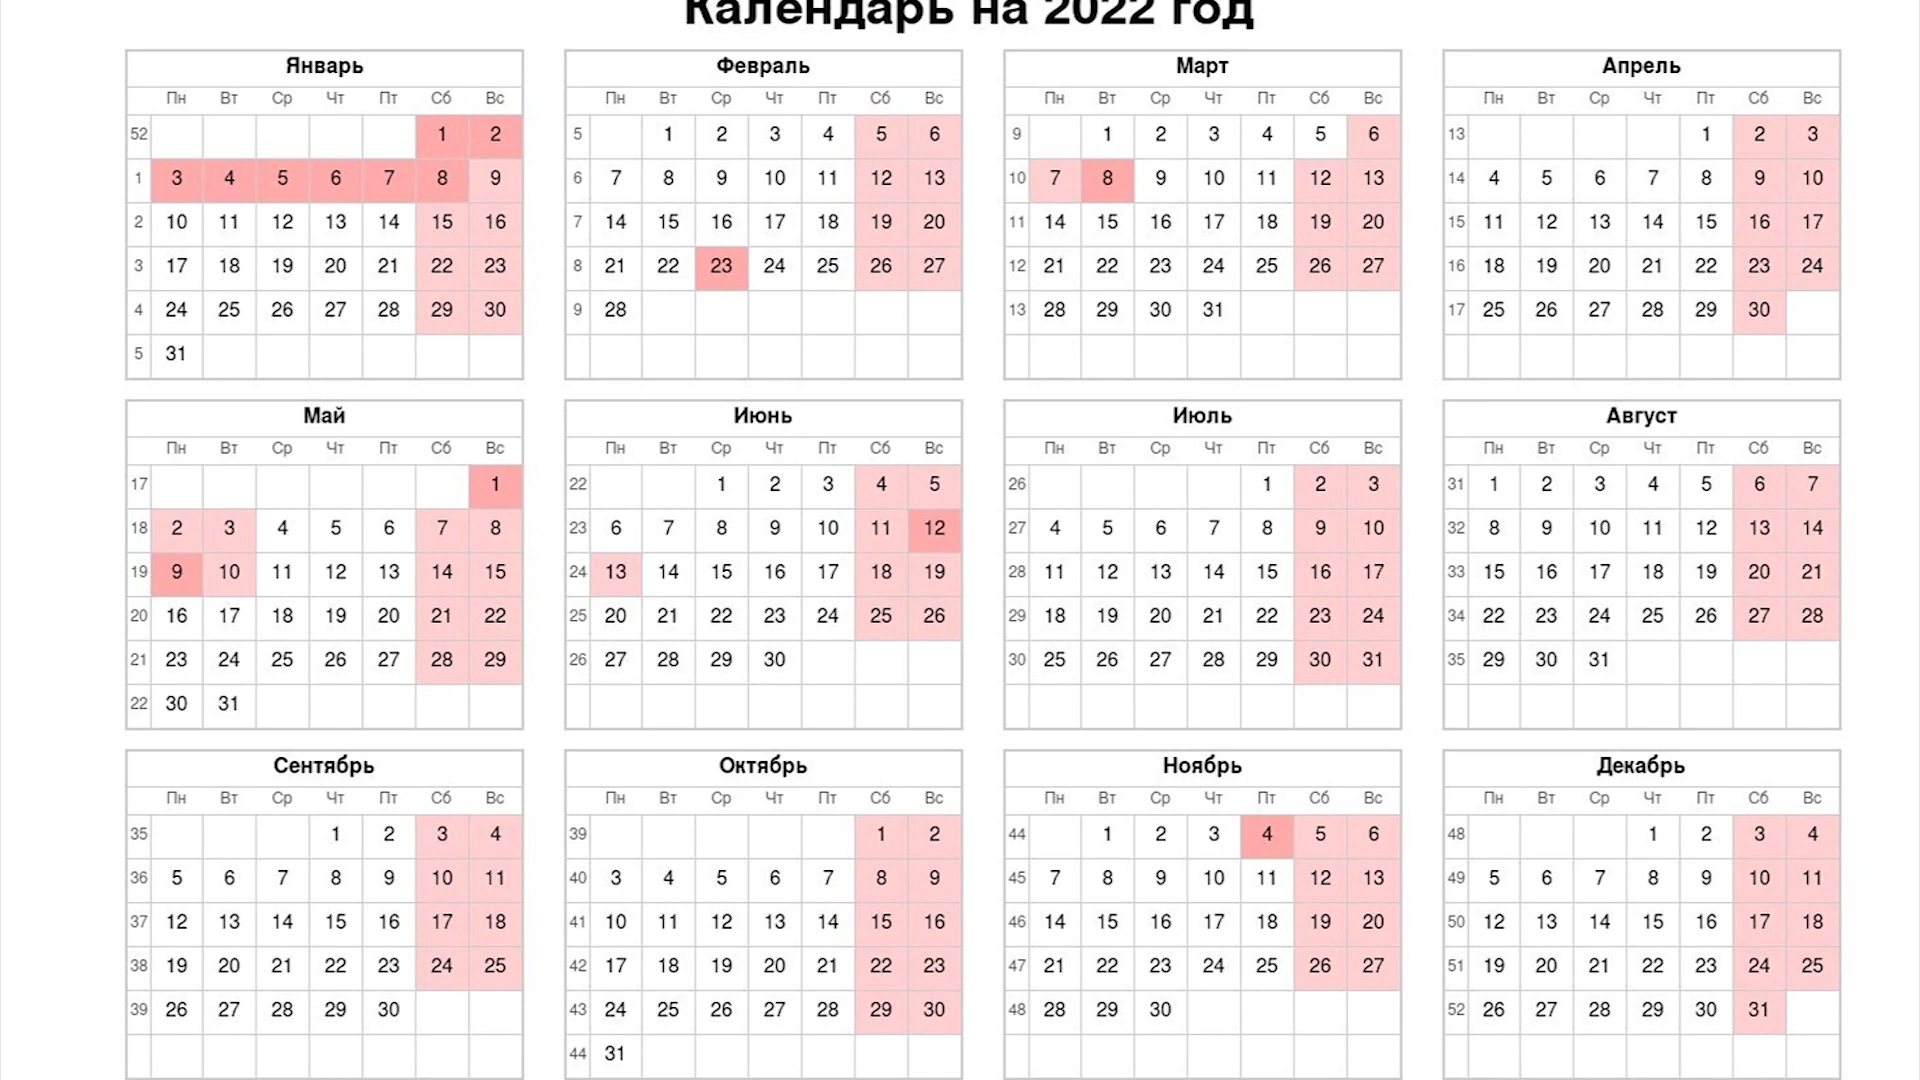 Календарь на 2022 год
Январь Февраль Март Апрель
Пн Вт Ср Чт Пт Сб Вс Пн Вт Ср Чт Пт Сб Вс Пн Вт Ср Чт Пт Сб Вс Пн Вт Ср Чт Пт Сб Вс
52 1 2 5 1 2 3 4 5 6 9 1 2 3 4 5 6 13 1 2 3
1 3 4 5 6 7 8 9 6 7 8 9 10 11 12 13 10 7 8 9 10 11 12 13 14 4 5 6 7 8 9 10
2 10 11 12 13 14 15 16 7 14 15 16 17 18 19 20 11 14 15 16 17 18 19 20 15 11 12 13 14 15 16 17
3 17 18 19 20 21 22 23 8 21 22 23 24 25 26 27 12 21 22 23 24 25 26 27 16 18 19 20 21 22 23 24
4 24 25 26 27 28 29 30 9 28 13 28 29 30 31 17 25 26 27 28 29 30
5 31
Май Июнь Июль Август
Пн Вт Ср Чт Пт Сб Вс Пн Вт Ср Чт Пт Сб Вс Пн Вт Ср Чт Пт Сб Вс Пн Вт Ср Чт Пт Сб Вс
17 1 22 1 2 3 4 5 26 1 2 3 31 1 2 3 4 5 6 7
18 2 3 4 5 6 7 8 23 6 7 8 9 10 11 12 27 4 5 6 7 8 9 10 32 8 9 10 11 12 13 14
19 9 10 11 12 13 14 15 24 13 14 15 16 17 18 19 28 11 12 13 14 15 16 17 33 15 16 17 18 19 20 21
20 16 17 18 19 20 21 22 25 20 21 22 23 24 25 26 29 18 19 20 21 22 23 24 34 22 23 24 25 26 27 28
21 23 24 25 26 27 28 29 26 27 28 29 30 30 25 26 27 28 29 30 31 35 29 30 31
22 30 31
Сентябрь Октябрь Ноябрь Декабрь
Пн Вт Ср Чт Пт Сб Вс Пн Вт Ср Чт Пт Сб Вс Пн Вт Ср Чт Пт Сб Вс Пн Вт Ср Чт Пт Сб Вс
35 1 2 3 4 39 1 2 44 1 2 3 4 5 6 48 1 2 3 4
36 5 6 7 8 9 10 11 40 3 4 5 6 7 8 9 45 7 8 9 10 11 12 13 49 5 6 7 8 9 10 11
37 12 13 14 15 16 17 18 41 10 11 12 13 14 15 16 46 14 15 16 17 18 19 20 50 12 13 14 15 16 17 18
38 19 20 21 22 23 24 25 42 17 18 19 20 21 22 23 47 21 22 23 24 25 26 27 51 19 20 21 22 23 24 25
39 26 27 28 29 30 43 24 25 26 27 28 29 30 48 28 29 30 52 26 27 28 29 30 31
44 31